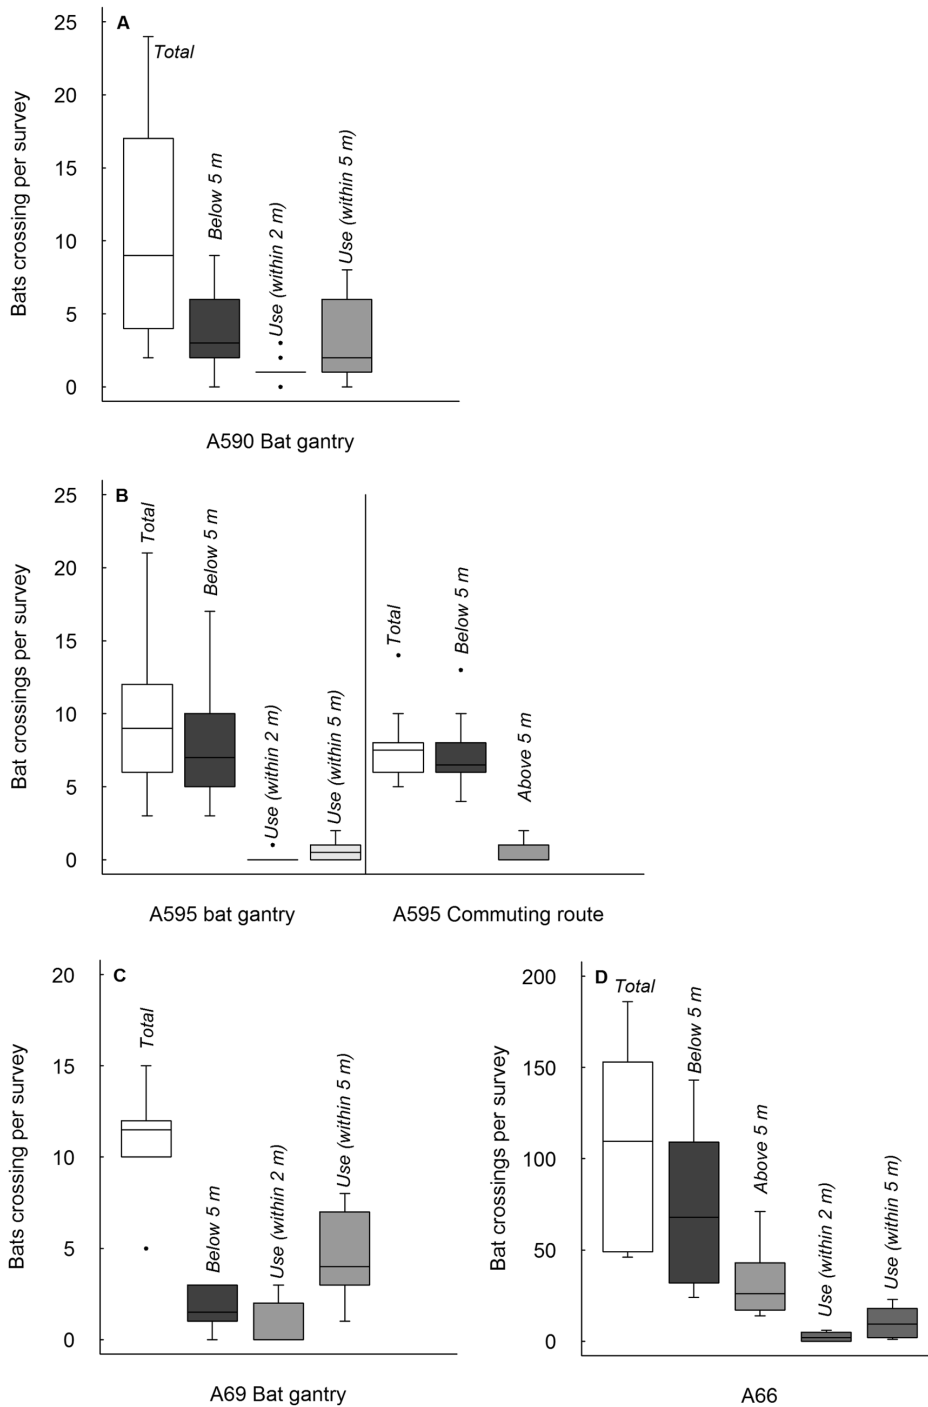 A
Total
Below 5 m
Use (within 2 m)
Use (within 5 m)
Bats crossing per survey
25
20
15
10
5
0
A590 Bat gantry
B
Total
Below 5 m
Use (within 2 m)
Use (within 5 m)
Total
Below 5 m
Above 5 m
Bat crossings per survey
25
20
15
10
5
0
A595 bat gantry
A595 Commuting route
C
Total
Below 5 m
Use (within 2 m)
Use (within 5 m)
Bats crossing per survey
20
15
10
5
0
A69 Bat gantry
D
Total
Below 5 m
Above 5 m
Use (within 2 m)
Use (within 5 m)
Bat crossings per survey
200
150
100
50
0
A66